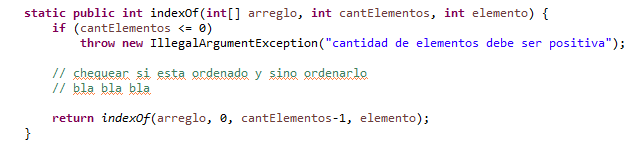 static public int indexOf(int[] arreglo, int cantElementos, int elemento) {
if (cantElementos <= 0)
throw new IllegalArgumentException("cantidad de elementos debe ser positiva");
// chequear si esta ordenado y sino ordenarlo
// bla bla bla
return indexOf(arreglo, 0, cantElementos-1, elemento);
}